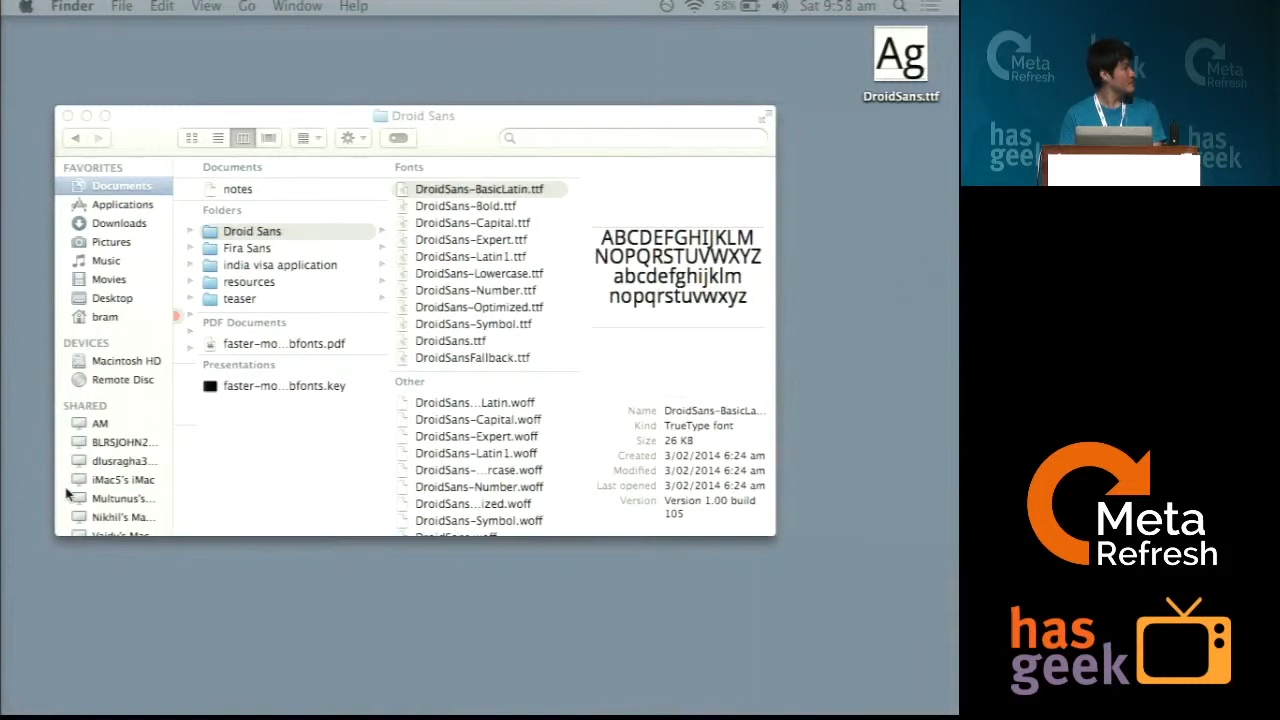 Finder File Edit View Go Window Help
58% Sat 9:58 am
Ag
DroidSans.ttf
Droid Sans
FAVORITES
Documents
Applications
Downloads
Pictures
Music
Movies
Desktop
bram
DEVICES
Macintosh HD
Remote Disc
SHARED
AM
BLRSJOHN2...
dlusragha3...
iMac5's iMac
Multunus's...
Nikhil's Ma...
Vaidy's Mac...
Documents
notes
Folders
Droid Sans
Fira Sans
india visa application
resources
teaser
PDF Documents
faster-mo...bfonts.pdf
Presentations
faster-mo...bfonts.key
Fonts
DroidSans-BasicLatin.ttf
DroidSans-Bold.ttf
DroidSans-Capital.ttf
DroidSans-Expert.ttf
DroidSans-Latin1.ttf
DroidSans-Lowercase.ttf
DroidSans-Number.ttf
DroidSans-Optimized.ttf
DroidSans-Symbol.ttf
DroidSans.ttf
DroidSansFallback.ttf
Other
DroidSans...Latin.woff
DroidSans-Capital.woff
DroidSans-Expert.woff
DroidSans-Latin1.woff
DroidSans-...rcase.woff
DroidSans-Number.woff
DroidSans...ized.woff
DroidSans-Symbol.woff
DroidSans.woff
ABCDEFGHIJKLM
NOPQRSTUVWXYZ
abcdefghijklm
nopqrstuvwxyz
Name DroidSans-BasicLa...
Kind TrueType font
Size 26 KB
Created 3/02/2014 6:24 am
Modified 3/02/2014 6:24 am
Last opened 3/02/2014 6:24 am
Version Version 1.00 build
105
Meta
Refresh
Meta
Refresh
has
geek
has
geek
Meta
Refresh
has
geek